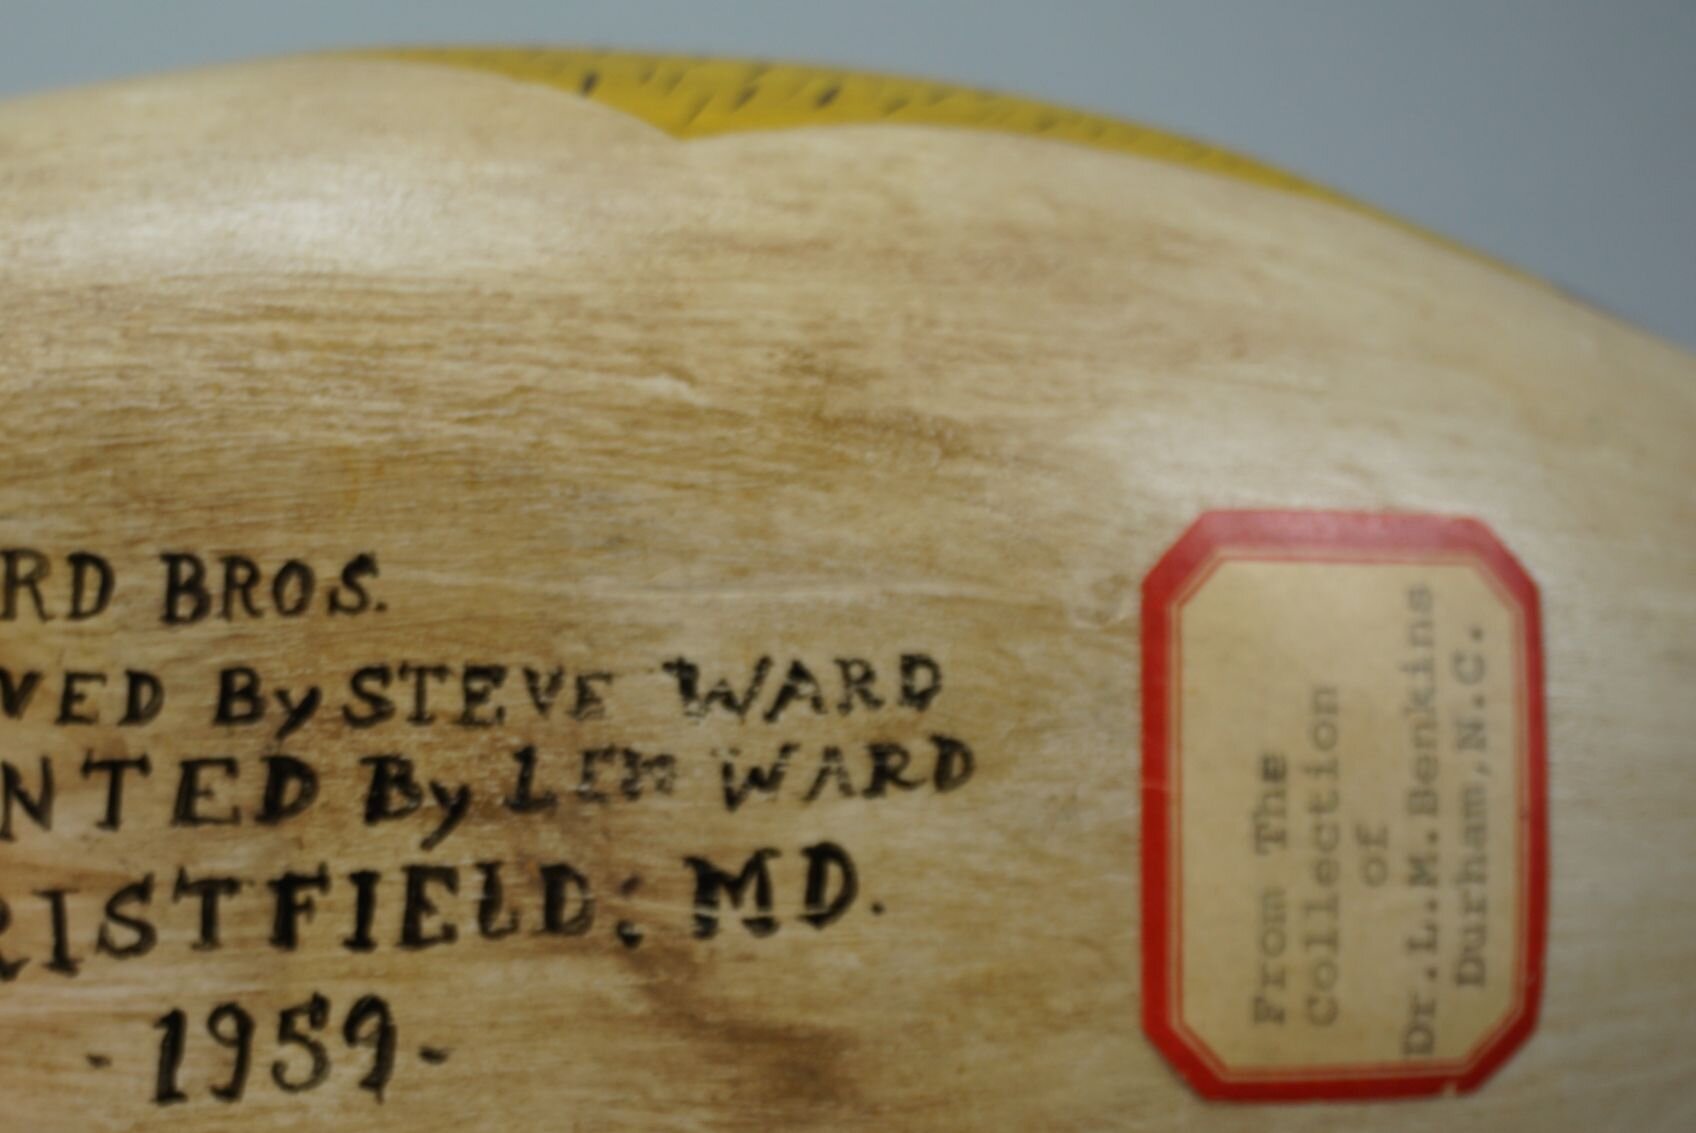 RD BROS.
VED By STEVE WARD
NTED By LEM WARD
RISTFIELD; MD.
- 1959 -
From The
Collection
of
Dr.L.M.Benkins
Durham,N.C.